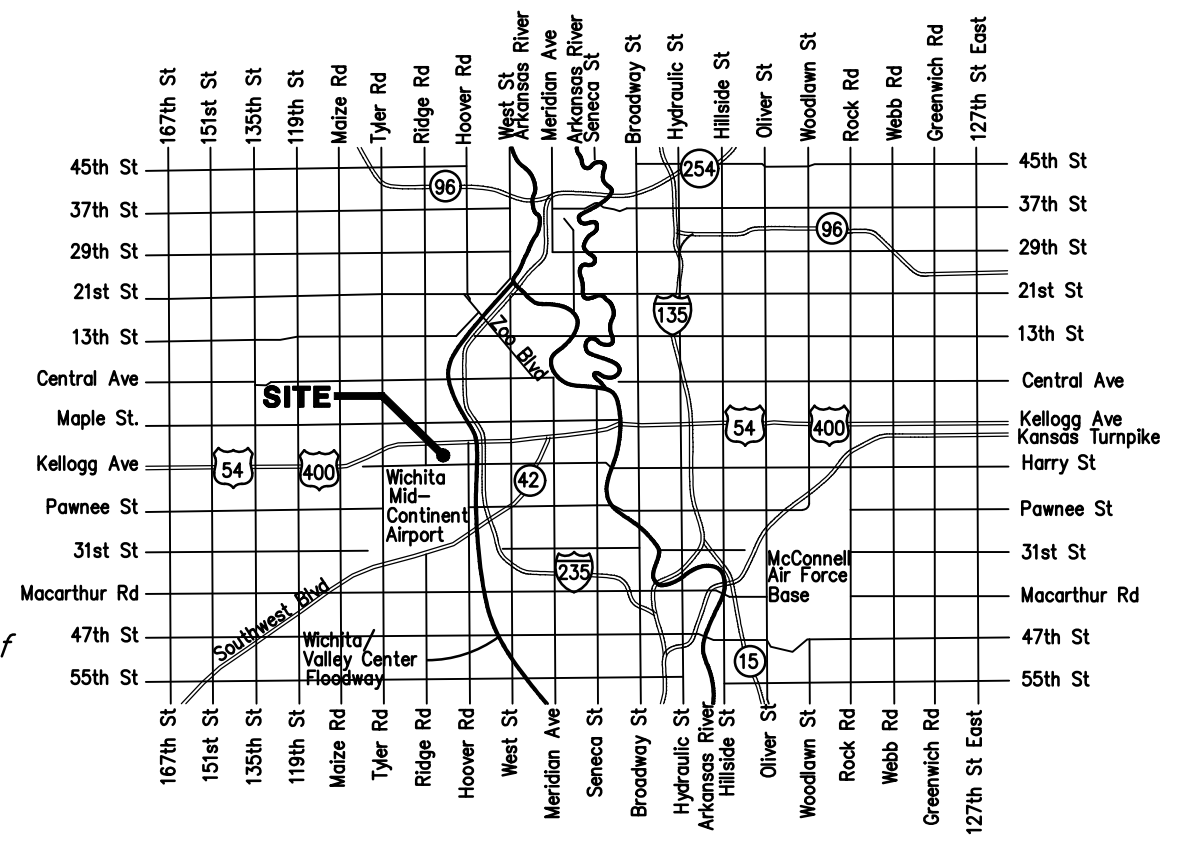 167th St
151st St
135th St
119th St
Maize Rd
Tyler Rd
Ridge Rd
Hoover Rd
West St
Arkansas River
Meridian Ave
Arkansas River
Seneca St
Broadway St
Hydraulic St
Hillside St
Oliver St
Woodlawn St
Rock Rd
Webb Rd
Greenwich Rd
127th St East
45th St
37th St
29th St
21st St
13th St
Central Ave
Maple St.
Kellogg Ave
Pawnee St
31st St
Macarthur Rd
47th St
55th St
f
96
254
96
135
Zoo Blvd
SITE
54
400
54
400
42
Wichita
Mid-
Continent
Airport
235
McConnell
Air Force
Base
Southwest Blvd
Wichita/
Valley Center
Floodway
15
45th St
37th St
29th St
21st St
13th St
Central Ave
Kellogg Ave
Kansas Turnpike
Harry St
Pawnee St
31st St
Macarthur Rd
47th St
55th St
167th St
151st St
135th St
119th St
Maize Rd
Tyler Rd
Ridge Rd
Hoover Rd
West St
Meridian Ave
Seneca St
Broadway St
Hydraulic St
Arkansas River
Hillside St
Oliver St
Woodlawn St
Rock Rd
Webb Rd
Greenwich Rd
127th St East